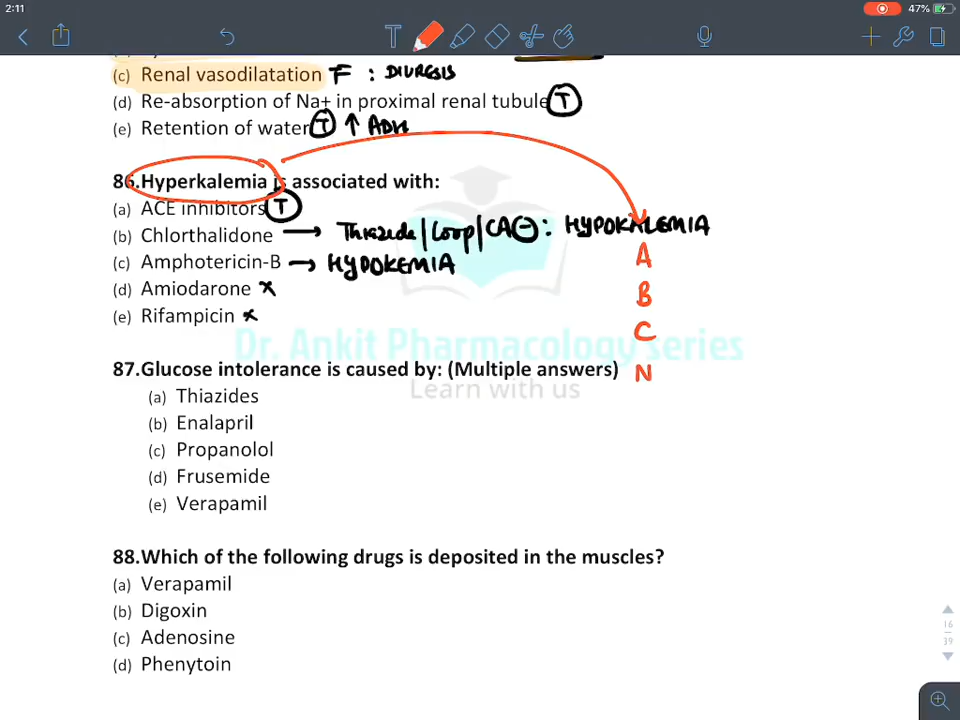 2:11
47%
(c) Renal vasodilatation F : DIURESIS
(d) Re-absorption of Na+ in proximal renal tubule T
(e) Retention of water T ↑ ADH
86.Hyperkalemia is associated with:
(a) ACE inhibitors T
(b) Chlorthalidone → Thiazide/Loop/CA⊖: HYPOKALEMIA
(c) Amphotericin-B → HYPOKEMIA
(d) Amiodarone ×
(e) Rifampicin ×
A
B
C
N
Dr. Ankit Pharmacology Series
Learn with us
87.Glucose intolerance is caused by: (Multiple answers)
(a) Thiazides
(b) Enalapril
(c) Propanolol
(d) Frusemide
(e) Verapamil
88.Which of the following drugs is deposited in the muscles?
(a) Verapamil
(b) Digoxin
(c) Adenosine
(d) Phenytoin
16
39